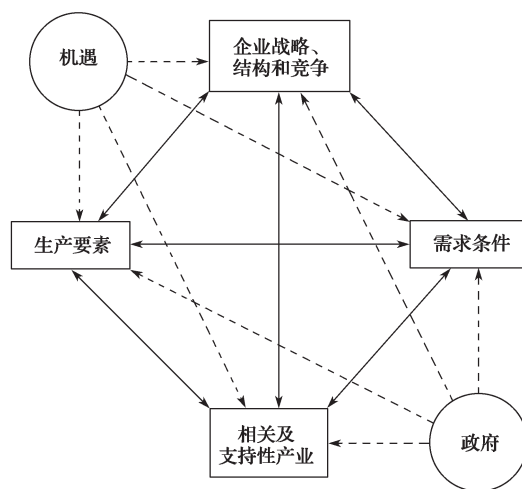 机遇
企业战略、
结构和竞争
生产要素
需求条件
相关及
支持性产业
政府